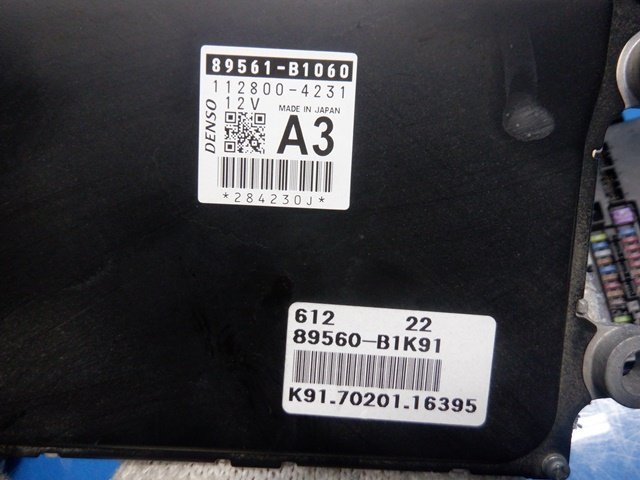 89561-B1060
112800-4231
12V MADE IN JAPAN
DENSO
A3
*284230J*
612 22
89560-B1K91
K91-70201-16395